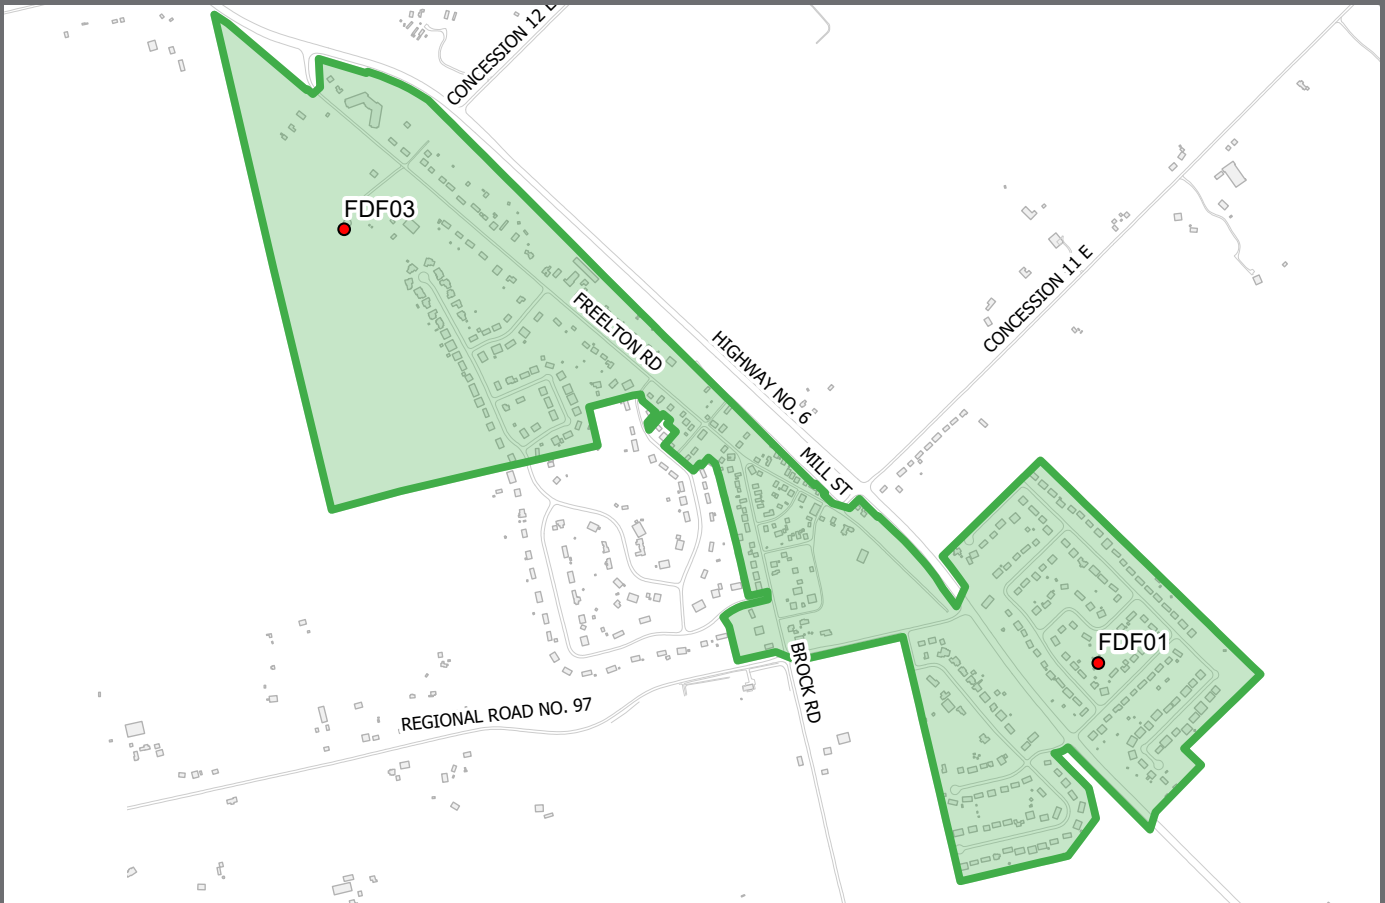 CONCESSION 12 E
FDF03
CONCESSION 11 E
FREELTON RD
HIGHWAY NO. 6
MILL ST
FDF01
BROCK RD
REGIONAL ROAD NO. 97